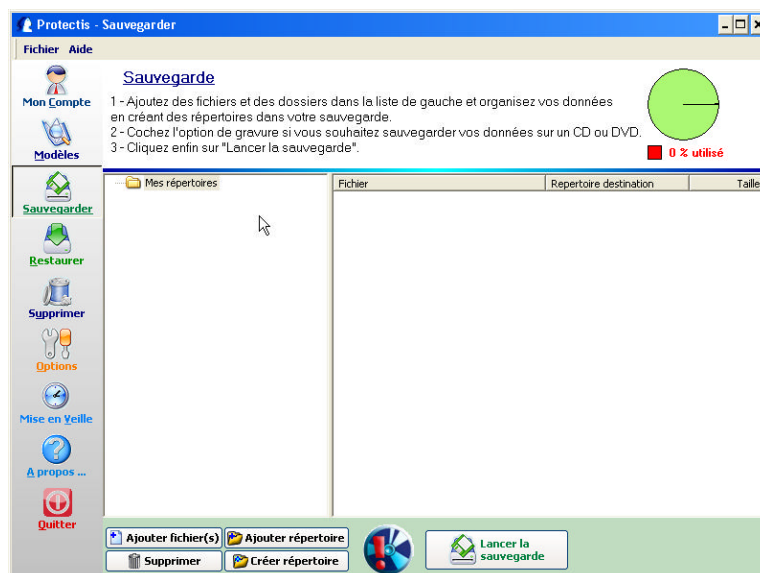 Protectis - Sauvegarder
Fichier Aide
Mon Compte
Modèles
Sauvegarder
Restaurer
Supprimer
Options
Mise en Veille
A propos ...
Quitter
Sauvegarde
1 - Ajoutez des fichiers et des dossiers dans la liste de gauche et organisez vos données
en créant des répertoires dans votre sauvegarde.
2 - Cochez l'option de gravure si vous souhaitez sauvegarder vos données sur un CD ou DVD.
3 - Cliquez enfin sur "Lancer la sauvegarde".
0 % utilisé
Mes répertoires
Fichier Repertoire destination Taille
Ajouter fichier(s) Ajouter répertoire
Supprimer Créer répertoire
Lancer la
sauvegarde